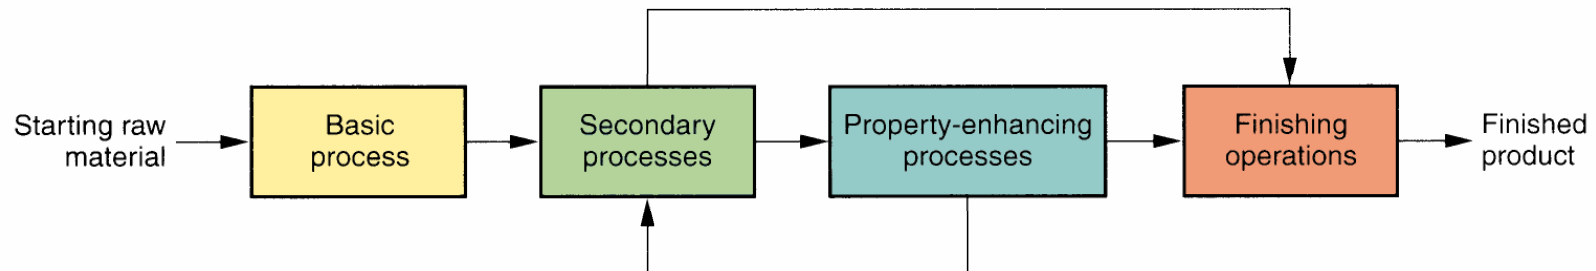 Starting raw
material
Basic
process
Secondary
processes
Property-enhancing
processes
Finishing
operations
Finished
product